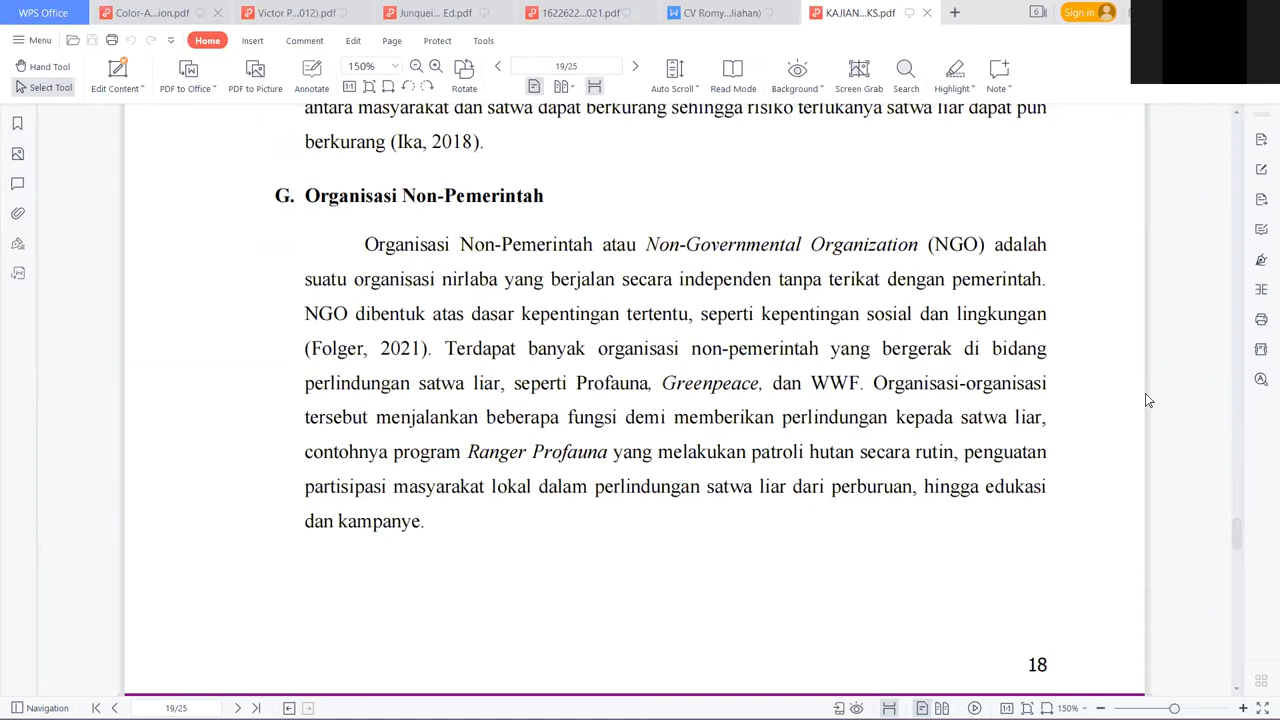 WPS Office
Color-A...ion.pdf
Victor P...012).pdf
Junquei... Ed.pdf
1622622...021.pdf
CV Romy...liahan)
KAJIAN...KS.pdf
6
Sign in
Menu
Home
Insert
Comment
Edit
Page
Protect
Tools
Hand Tool
Select Tool
Edit Content
PDF to Office
PDF to Picture
Annotate
150%
Rotate
19/25
Auto Scroll
Read Mode
Background
Screen Grab
Search
Highlight
Note
antara masyarakat dan satwa dapat berkurang sehingga risiko terlukanya satwa liar dapat pun
berkurang (Ika, 2018).
G. Organisasi Non-Pemerintah
Organisasi Non-Pemerintah atau Non-Governmental Organization (NGO) adalah
suatu organisasi nirlaba yang berjalan secara independen tanpa terikat dengan pemerintah.
NGO dibentuk atas dasar kepentingan tertentu, seperti kepentingan sosial dan lingkungan
(Folger, 2021). Terdapat banyak organisasi non-pemerintah yang bergerak di bidang
perlindungan satwa liar, seperti Profauna, Greenpeace, dan WWF. Organisasi-organisasi
tersebut menjalankan beberapa fungsi demi memberikan perlindungan kepada satwa liar,
contohnya program Ranger Profauna yang melakukan patroli hutan secara rutin, penguatan
partisipasi masyarakat lokal dalam perlindungan satwa liar dari perburuan, hingga edukasi
dan kampanye.
18
Navigation
19/25
150%